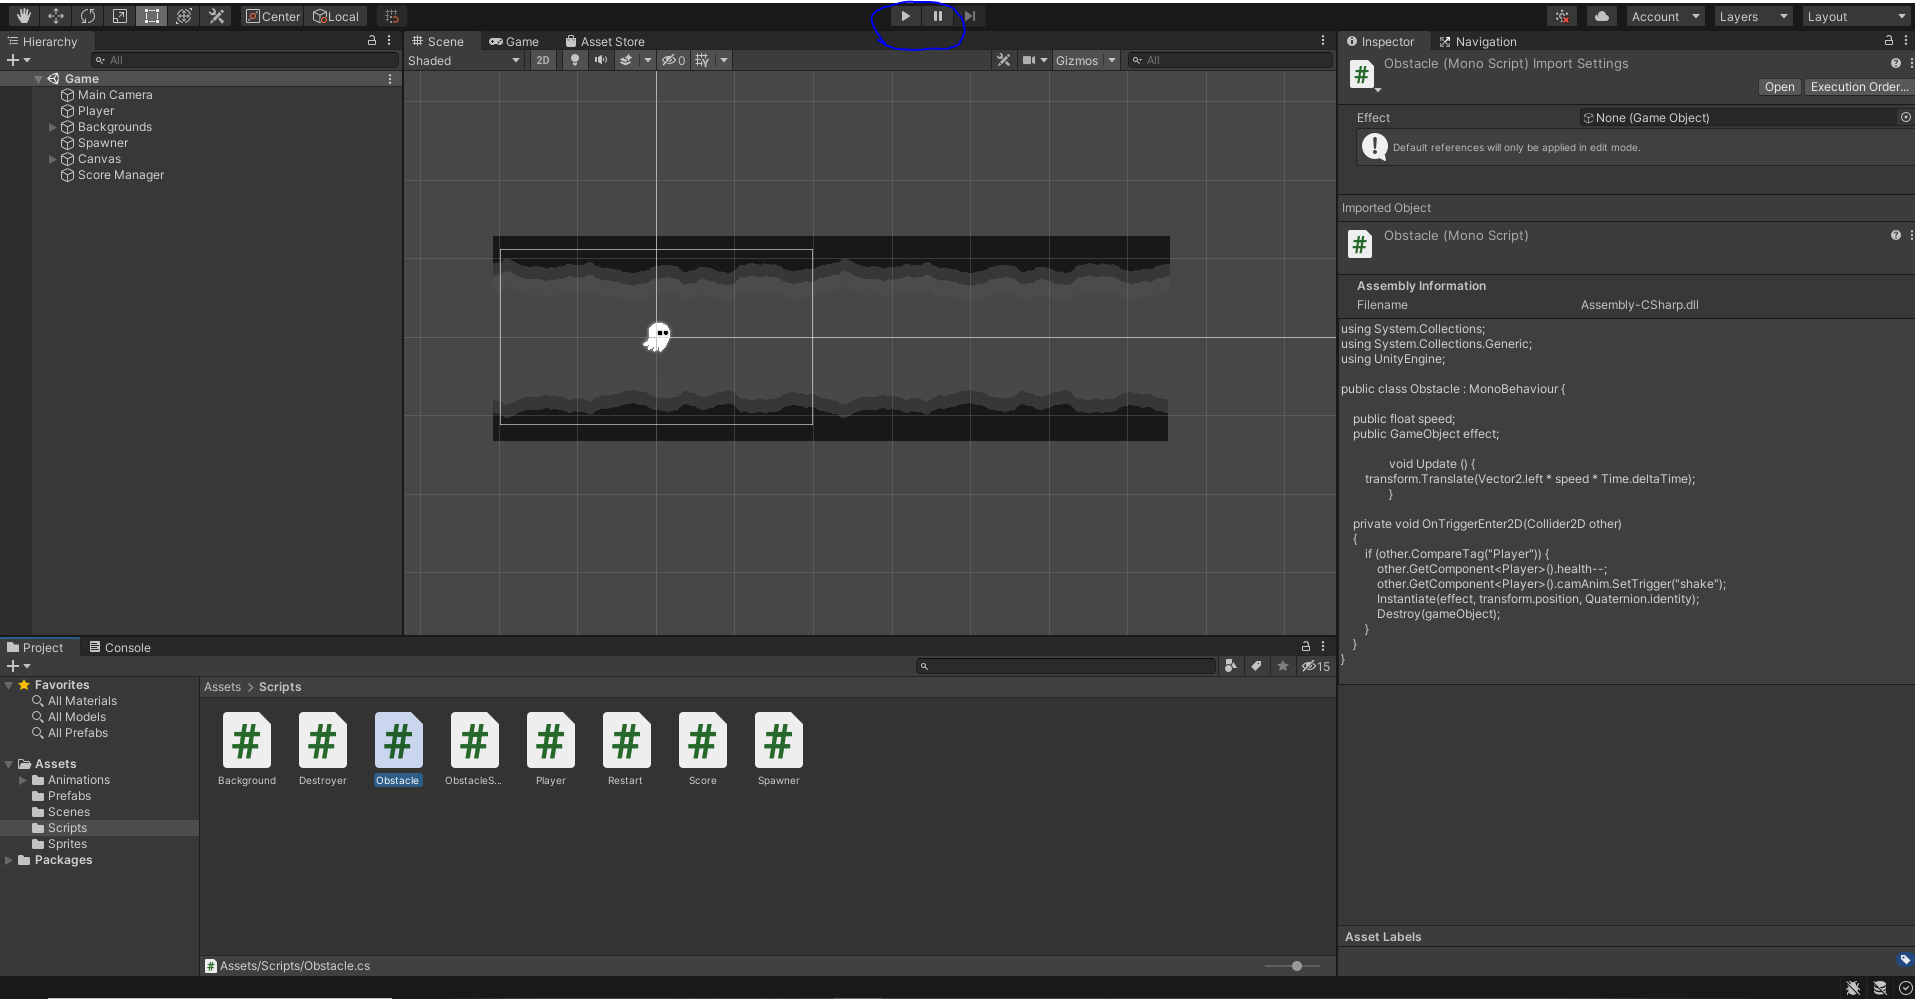 Center Local
Account Layers Layout
Hierarchy
All
Game
Main Camera
Player
Backgrounds
Spawner
Canvas
Score Manager
Scene Game Asset Store
Shaded 2D 0 Gizmos All
Inspector Navigation
Obstacle (Mono Script) Import Settings
Open Execution Order...
Effect None (Game Object)
Default references will only be applied in edit mode.
Imported Object
Obstacle (Mono Script)
Assembly Information
Filename Assembly-CSharp.dll
using System.Collections;
using System.Collections.Generic;
using UnityEngine;
public class Obstacle : MonoBehaviour {
public float speed;
public GameObject effect;
void Update () {
transform.Translate(Vector2.left * speed * Time.deltaTime);
}
private void OnTriggerEnter2D(Collider2D other)
{
if (other.CompareTag("Player")) {
other.GetComponent<Player>().health--;
other.GetComponent<Player>().camAnim.SetTrigger("shake");
Instantiate(effect, transform.position, Quaternion.identity);
Destroy(gameObject);
}
}
}
Asset Labels
Project Console
15
Favorites
All Materials
All Models
All Prefabs
Assets
Animations
Prefabs
Scenes
Scripts
Sprites
Packages
Assets > Scripts
Background Destroyer Obstacle ObstacleS... Player Restart Score Spawner
Assets/Scripts/Obstacle.cs